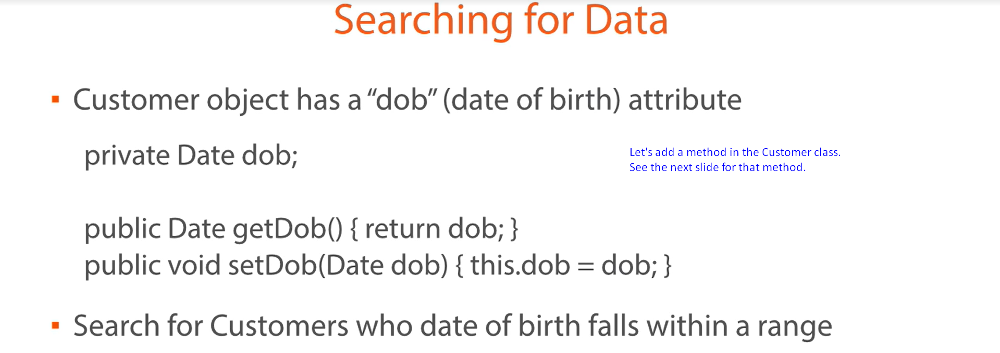 Searching for Data
▪ Customer object has a “dob” (date of birth) attribute
private Date dob;
Let's add a method in the Customer class.
See the next slide for that method.
public Date getDob() { return dob; }
public void setDob(Date dob) { this.dob = dob; }
▪ Search for Customers who date of birth falls within a range